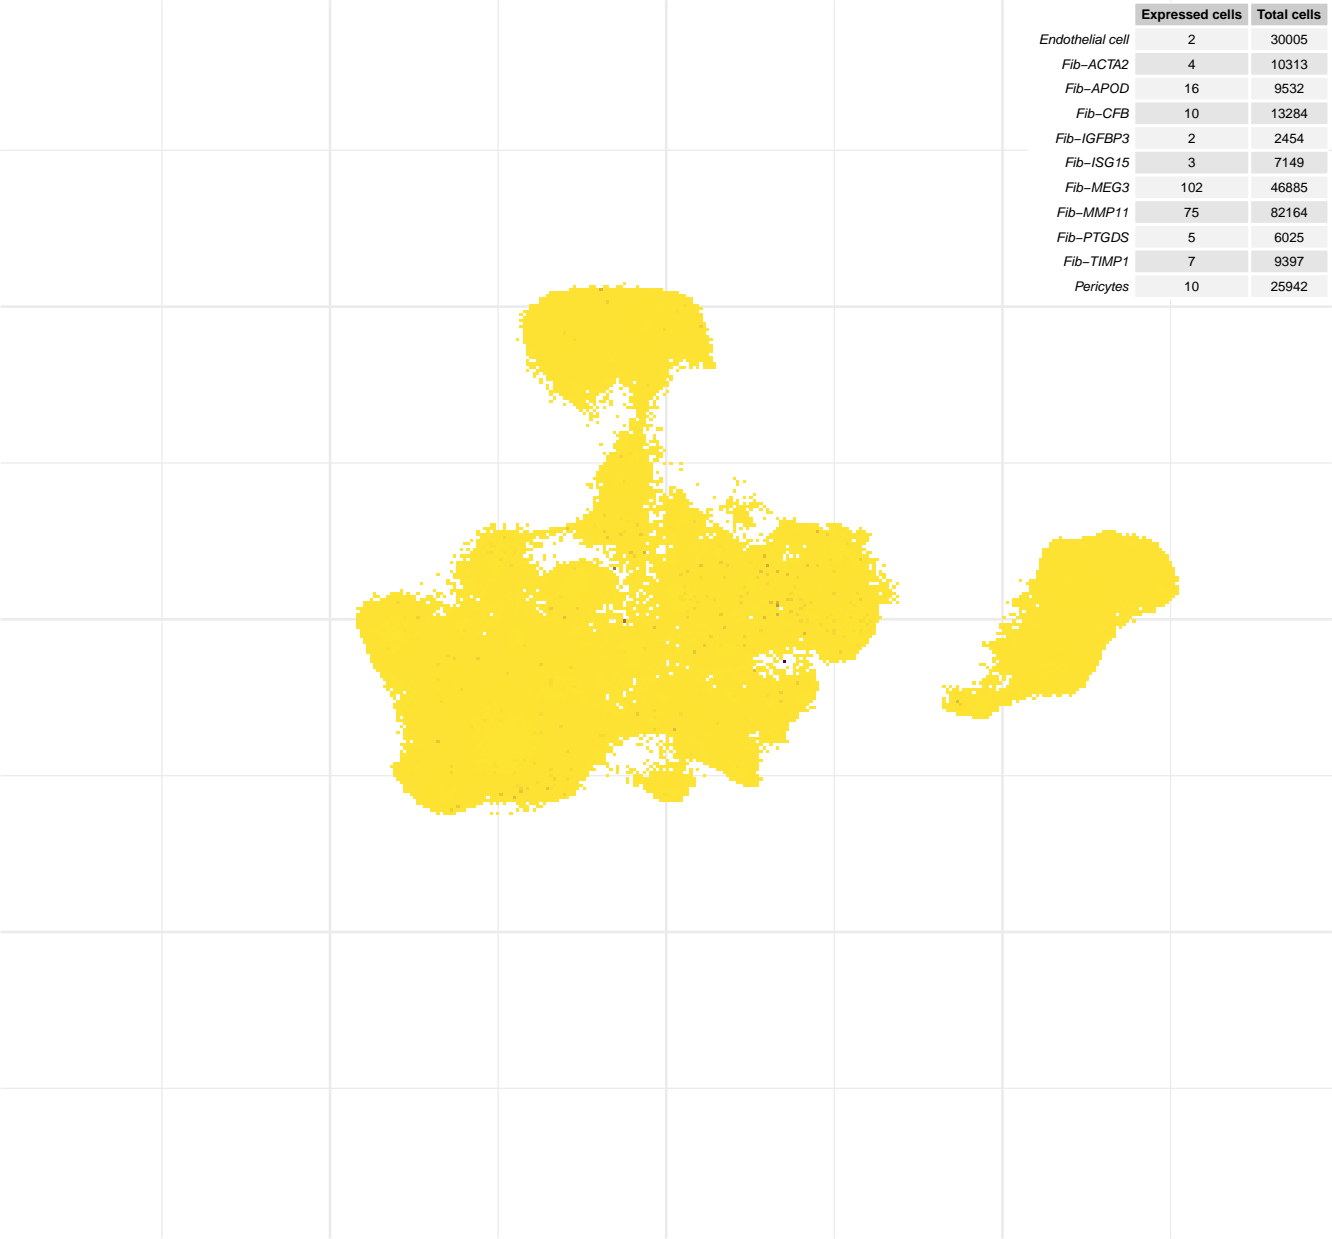 Expressed cells Total cells
Endothelial cell 2 30005
Fib−ACTA2 4 10313
Fib−APOD 16 9532
Fib−CFB 10 13284
Fib−IGFBP3 2 2454
Fib−ISG15 3 7149
Fib−MEG3 102 46885
Fib−MMP11 75 82164
Fib−PTGDS 5 6025
Fib−TIMP1 7 9397
Pericytes 10 25942